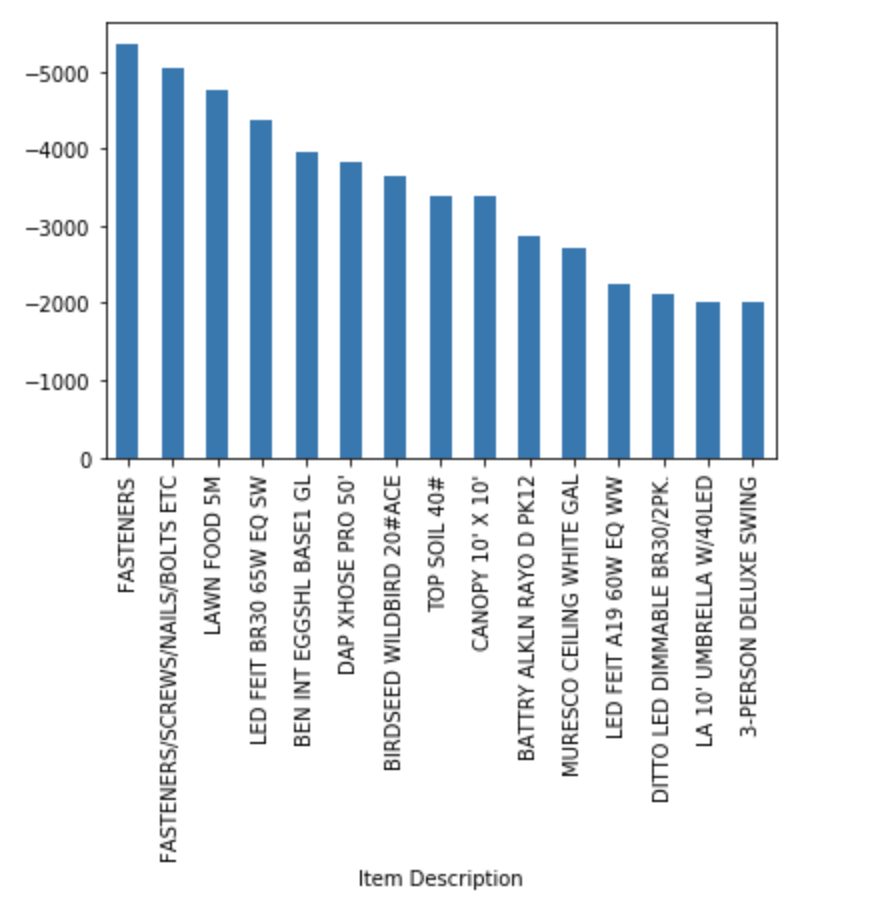 −5000
−4000
−3000
−2000
−1000
0
FASTENERS
FASTENERS/SCREWS/NAILS/BOLTS ETC
LAWN FOOD 5M
LED FEIT BR30 65W EQ SW
BEN INT EGGSHL BASE1 GL
DAP XHOSE PRO 50'
BIRDSEED WILDBIRD 20#ACE
TOP SOIL 40#
CANOPY 10' X 10'
BATTRY ALKLN RAYO D PK12
MURESCO CEILING WHITE GAL
LED FEIT A19 60W EQ WW
DITTO LED DIMMABLE BR30/2PK.
LA 10' UMBRELLA W/40LED
3-PERSON DELUXE SWING
Item Description